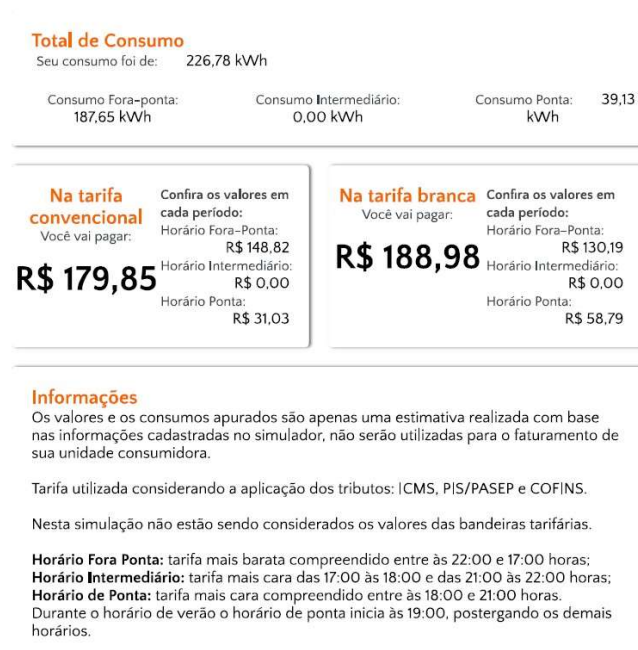 Total de Consumo
Seu consumo foi de: 226,78 kWh
Consumo Fora-ponta: Consumo Intermediário: Consumo Ponta: 39,13
187,65 kWh 0,00 kWh kWh
Na tarifa convencional
Você vai pagar:
R$ 179,85
Confira os valores em
cada período:
Horário Fora-Ponta:
R$ 148,82
Horário Intermediário:
R$ 0,00
Horário Ponta:
R$ 31,03
Na tarifa branca
Você vai pagar:
R$ 188,98
Confira os valores em
cada período:
Horário Fora-Ponta:
R$ 130,19
Horário Intermediário:
R$ 0,00
Horário Ponta:
R$ 58,79
Informações
Os valores e os consumos apurados são apenas uma estimativa realizada com base
nas informações cadastradas no simulador, não serão utilizadas para o faturamento de
sua unidade consumidora.
Tarifa utilizada considerando a aplicação dos tributos: ICMS, PIS/PASEP e COFINS.
Nesta simulação não estão sendo considerados os valores das bandeiras tarifárias.
Horário Fora Ponta: tarifa mais barata compreendido entre às 22:00 e 17:00 horas;
Horário Intermediário: tarifa mais cara das 17:00 às 18:00 e das 21:00 às 22:00 horas;
Horário de Ponta: tarifa mais cara compreendido entre às 18:00 e 21:00 horas.
Durante o horário de verão o horário de ponta inicia às 19:00, postergando os demais
horários.